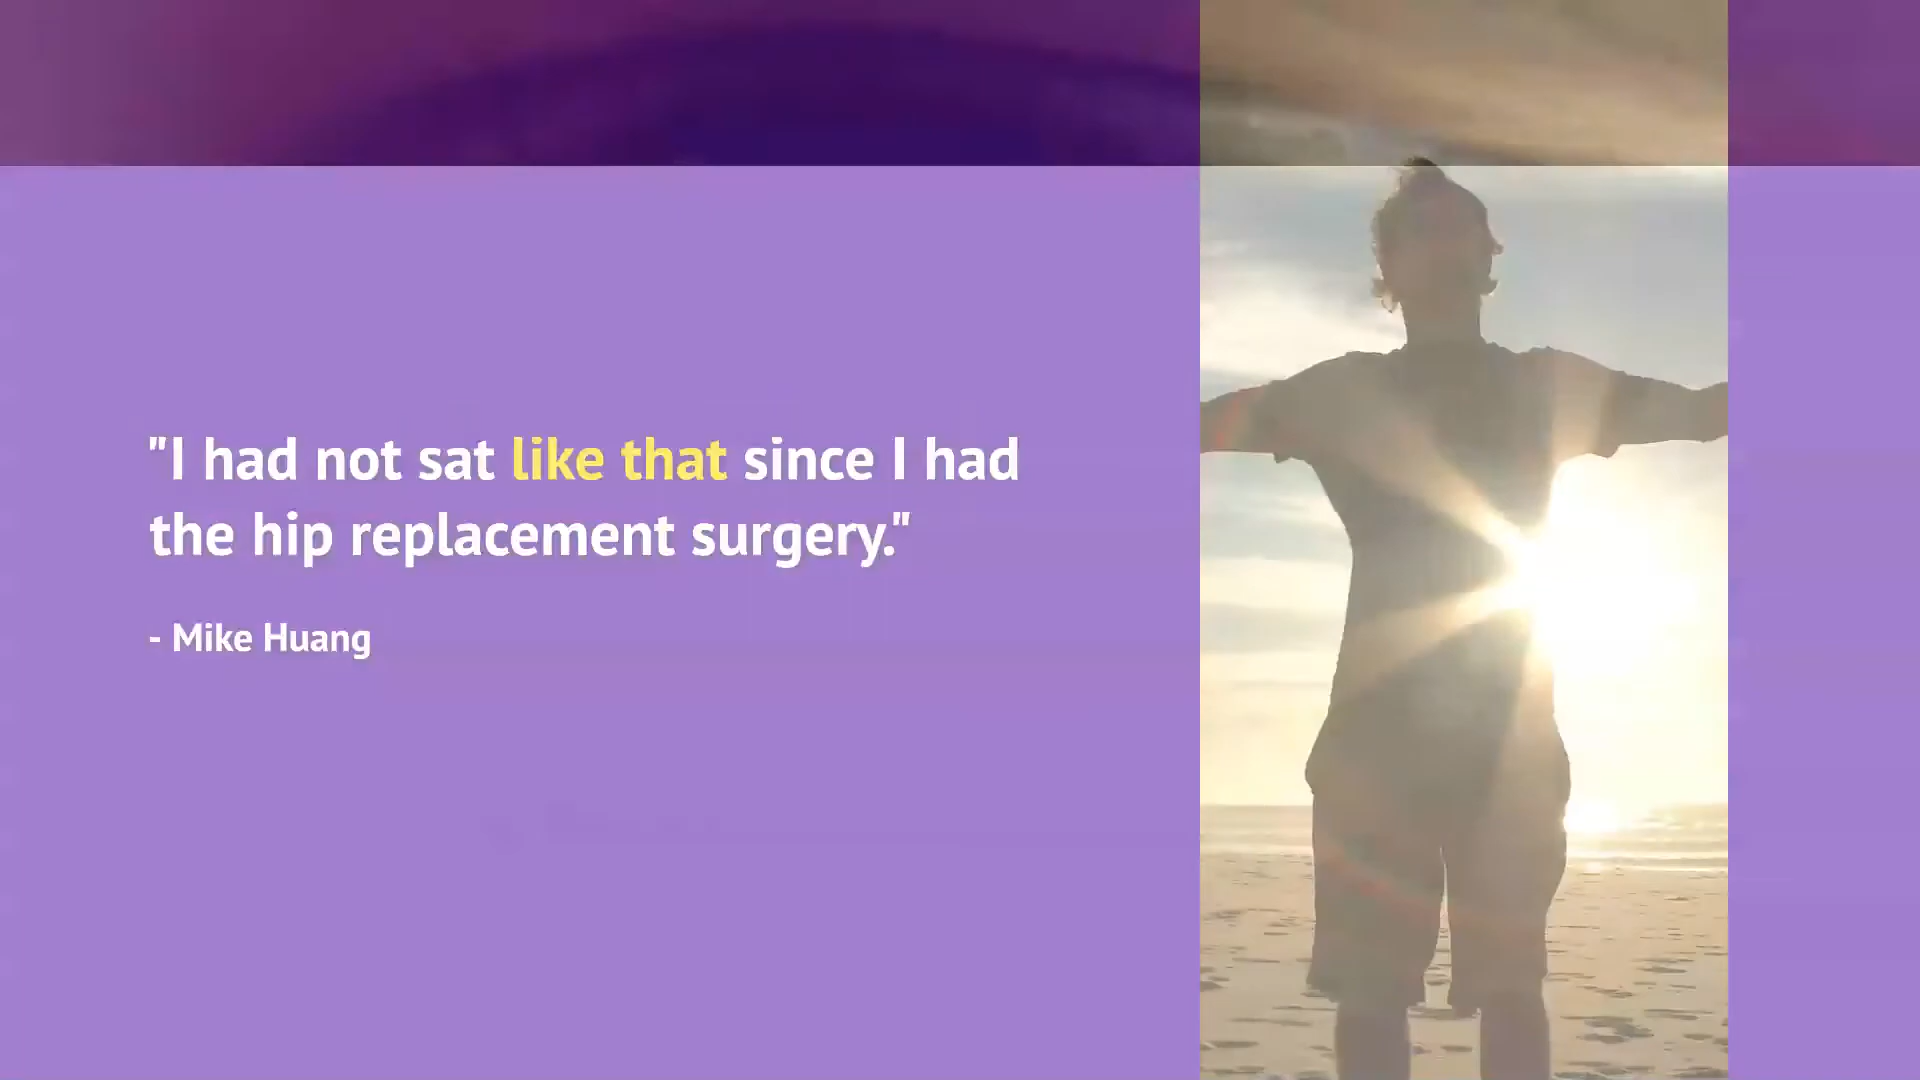 "I had not sat like that since I had
the hip replacement surgery."
- Mike Huang